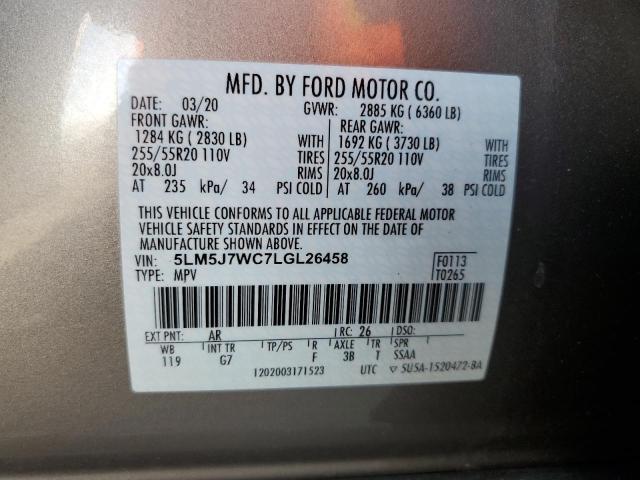 MFD. BY FORD MOTOR CO.
DATE: 03/20 GVWR: 2885 KG ( 6360 LB)
FRONT GAWR: REAR GAWR:
1284 KG ( 2830 LB) WITH 1692 KG ( 3730 LB) WITH
255/55R20 110V TIRES 255/55R20 110V TIRES
20x8.0J RIMS 20x8.0J RIMS
AT 235 kPa/ 34 PSI COLD AT 260 kPa/ 38 PSI COLD
THIS VEHICLE CONFORMS TO ALL APPLICABLE FEDERAL MOTOR
VEHICLE SAFETY STANDARDS IN EFFECT ON THE DATE OF
MANUFACTURE SHOWN ABOVE.
VIN: 5LM5J7WC7LGL26458 F0113
TYPE: MPV T0265
EXT PNT: AR RC: 26 DSO:
WB INT TR TP/PS R AXLE TR SPR
119 G7 F 3B T SSAA
1202003171523 UTC ▽ 5U5A-1520472-BA